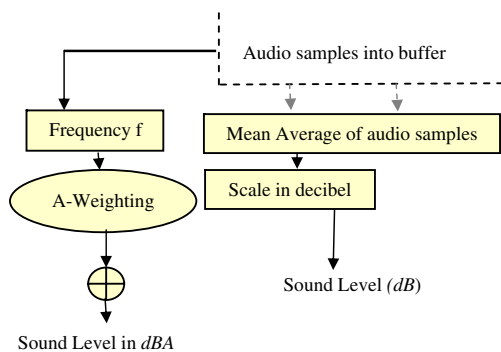 Audio samples into buffer
Frequency f
Mean Average of audio samples
A-Weighting
Scale in decibel
Sound Level (dB)
Sound Level in dBA